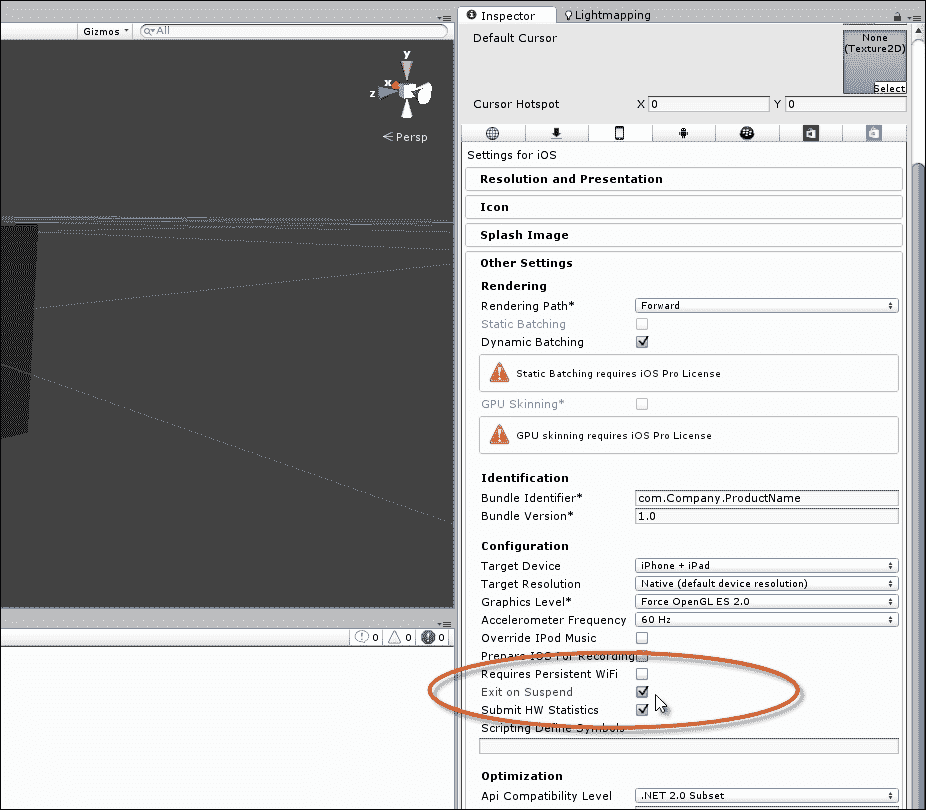 Inspector
Lightmapping
Gizmos
All
Default Cursor
None
(Texture2D)
Select
Cursor Hotspot X 0 Y 0
y
x
z
Persp
Settings for iOS
Resolution and Presentation
Icon
Splash Image
Other Settings
Rendering
Rendering Path* Forward
Static Batching
Dynamic Batching
Static Batching requires iOS Pro License
GPU Skinning*
GPU skinning requires iOS Pro License
Identification
Bundle Identifier* com.Company.ProductName
Bundle Version* 1.0
Configuration
Target Device iPhone + iPad
Target Resolution Native (default device resolution)
Graphics Level* Force OpenGL ES 2.0
Accelerometer Frequency 60 Hz
Override IPod Music
Prepare IOS For Recording
Requires Persistent WiFi
Exit on Suspend
Submit HW Statistics
Scripting Define Symbols
0 0 0
Optimization
Api Compatibility Level .NET 2.0 Subset